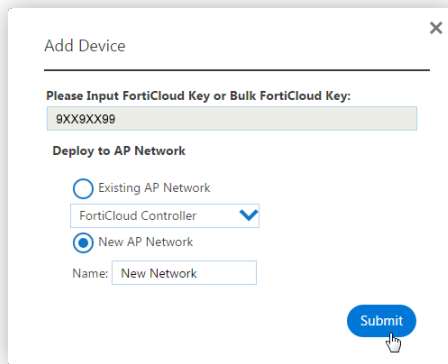 Add Device
Please Input FortiCloud Key or Bulk FortiCloud Key:
9XX9XX99
Deploy to AP Network
Existing AP Network
FortiCloud Controller
New AP Network
Name: New Network
Submit